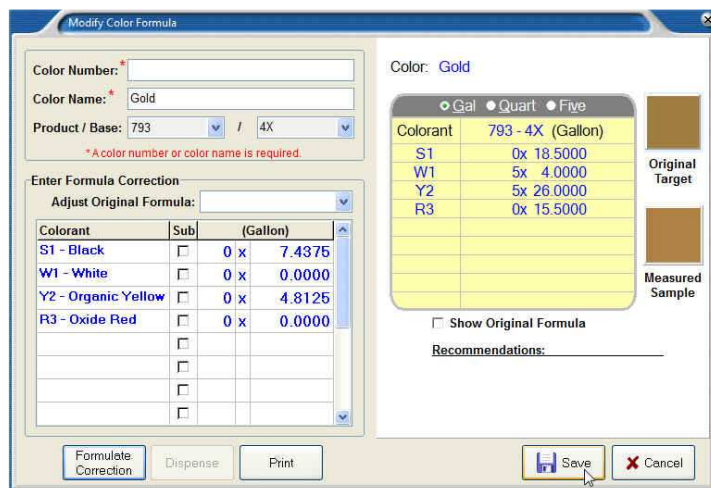 Modify Color Formula
Color Number:*
Color Name:* Gold
Product / Base: 793 / 4X
* A color number or color name is required.
Enter Formula Correction
Adjust Original Formula:
Colorant Sub (Gallon)
S1 - Black 0 x 7.4375
W1 - White 0 x 0.0000
Y2 - Organic Yellow 0 x 4.8125
R3 - Oxide Red 0 x 0.0000
Formulate
Correction
Dispense
Print
Color: Gold
Gal Quart Five
Colorant 793 - 4X (Gallon)
S1 0x 18.5000
W1 5x 4.0000
Y2 5x 26.0000
R3 0x 15.5000
Original
Target
Measured
Sample
Show Original Formula
Recommendations:
Save
Cancel